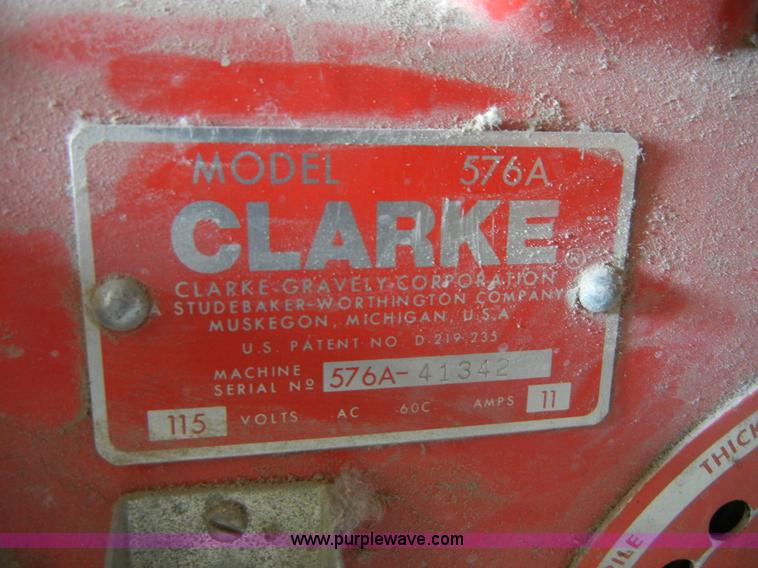 MODEL 576A
CLARKE ®
CLARKE-GRAVELY CORPORATION
A STUDEBAKER-WORTHINGTON COMPANY
MUSKEGON, MICHIGAN, U.S.A
U.S. PATENT NO. D-219,235
MACHINE
SERIAL Nº 576A-41342
115 VOLTS AC 60C AMPS 11
THICK
www.purplewave.com